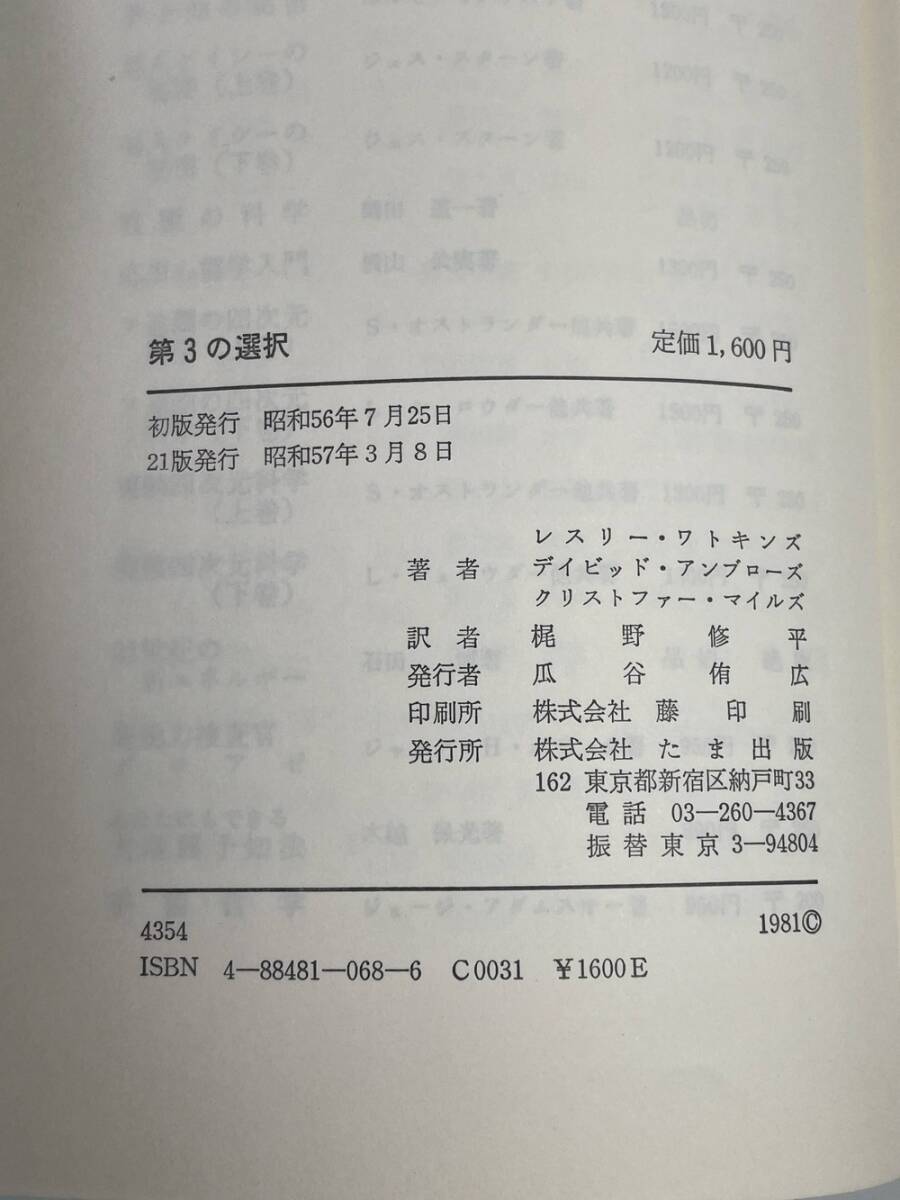 第3の選択 定価1,600円
初版発行 昭和56年7月25日
21版発行 昭和57年3月8日
著者 レスリー・ワトキンズ
デイビッド・アンブローズ
クリストファー・マイルズ
訳者 梶野修平
発行者 瓜谷侑広
印刷所 株式会社 藤印刷
発行所 株式会社 たま出版
162 東京都新宿区納戸町33
電話 03―260―4367
振替東京 3―94804
4354 1981©
ISBN 4―88481―068―6 C0031 ¥1600E